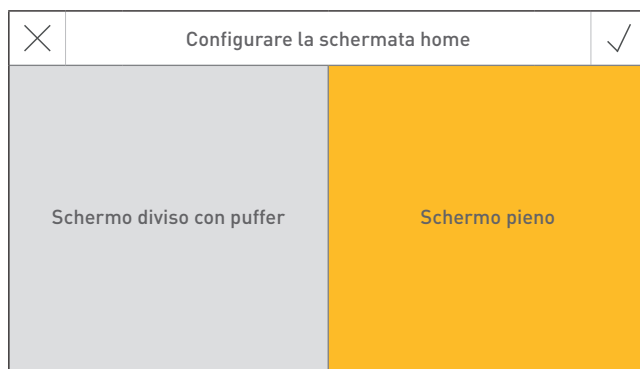 Configurare la schermata home
Schermo diviso con puffer
Schermo pieno